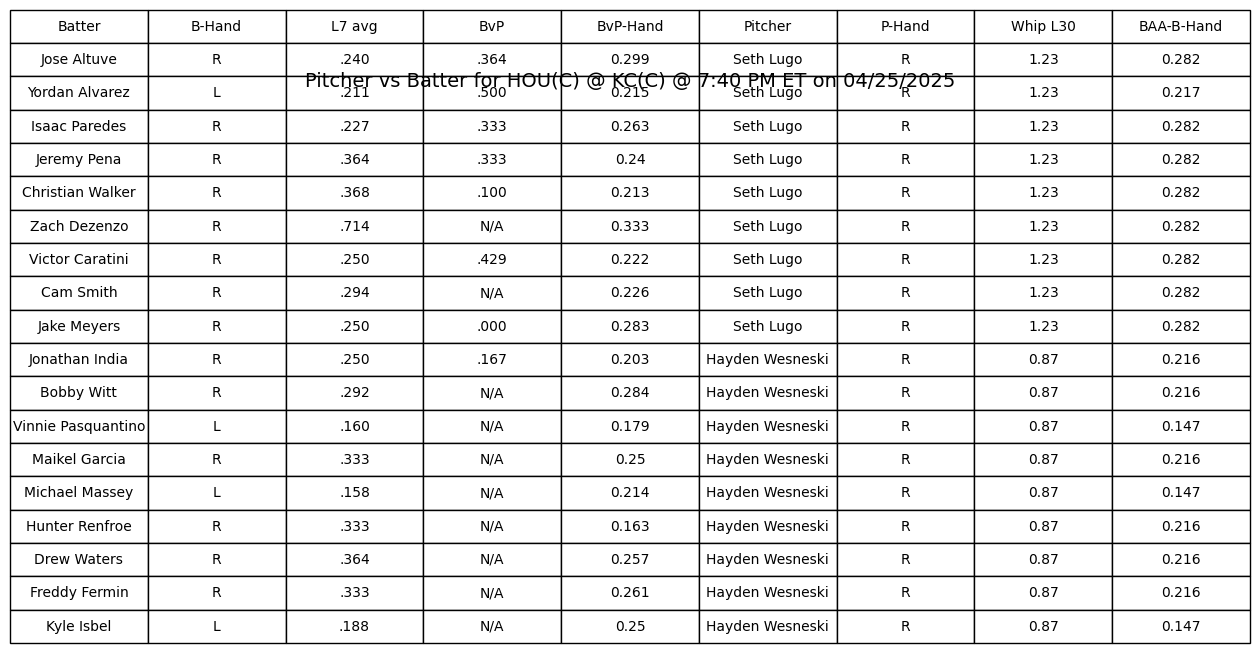 Batter B-Hand L7 avg BvP BvP-Hand Pitcher P-Hand Whip L30 BAA-B-Hand
Jose Altuve R .240 .364 0.299 Seth Lugo R 1.23 0.282
Pitcher vs Batter for HOU(C) @ KC(C) @ 7:40 PM ET on 04/25/2025
Yordan Alvarez L .211 .500 0.215 Seth Lugo R 1.23 0.217
Isaac Paredes R .227 .333 0.263 Seth Lugo R 1.23 0.282
Jeremy Pena R .364 .333 0.24 Seth Lugo R 1.23 0.282
Christian Walker R .368 .100 0.213 Seth Lugo R 1.23 0.282
Zach Dezenzo R .714 N/A 0.333 Seth Lugo R 1.23 0.282
Victor Caratini R .250 .429 0.222 Seth Lugo R 1.23 0.282
Cam Smith R .294 N/A 0.226 Seth Lugo R 1.23 0.282
Jake Meyers R .250 .000 0.283 Seth Lugo R 1.23 0.282
Jonathan India R .250 .167 0.203 Hayden Wesneski R 0.87 0.216
Bobby Witt R .292 N/A 0.284 Hayden Wesneski R 0.87 0.216
Vinnie Pasquantino L .160 N/A 0.179 Hayden Wesneski R 0.87 0.147
Maikel Garcia R .333 N/A 0.25 Hayden Wesneski R 0.87 0.216
Michael Massey L .158 N/A 0.214 Hayden Wesneski R 0.87 0.147
Hunter Renfroe R .333 N/A 0.163 Hayden Wesneski R 0.87 0.216
Drew Waters R .364 N/A 0.257 Hayden Wesneski R 0.87 0.216
Freddy Fermin R .333 N/A 0.261 Hayden Wesneski R 0.87 0.216
Kyle Isbel L .188 N/A 0.25 Hayden Wesneski R 0.87 0.147